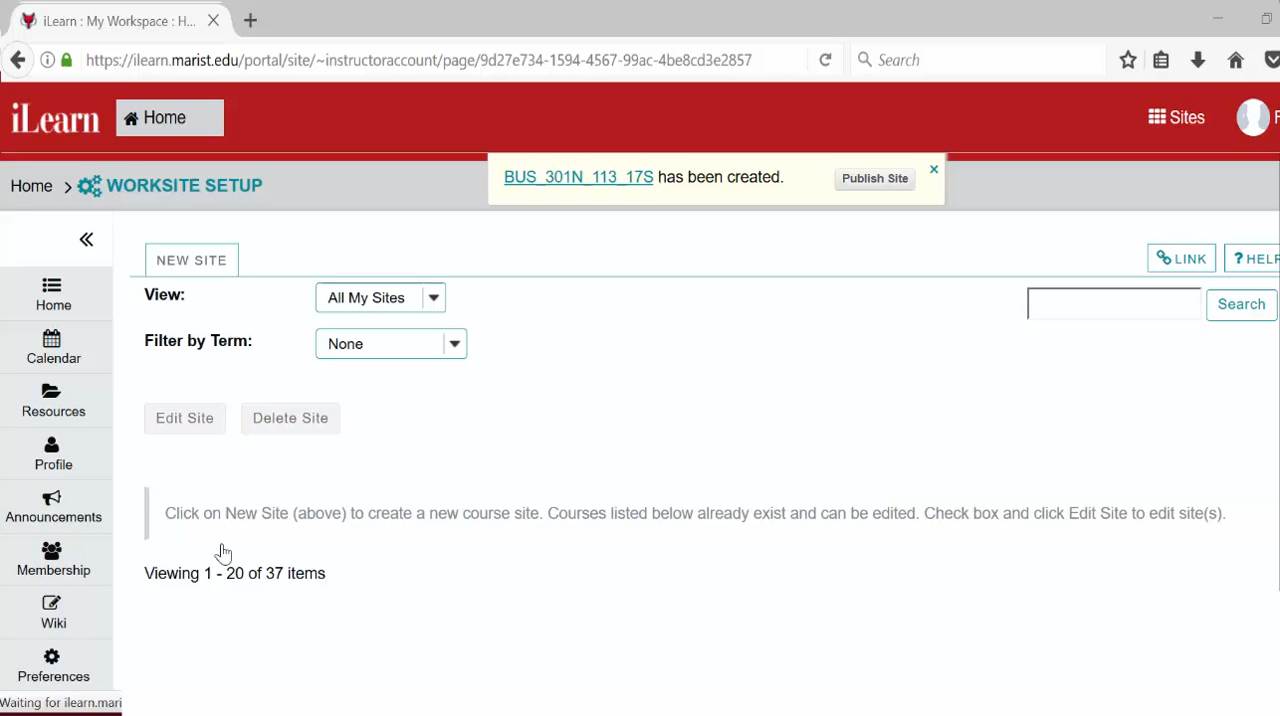 iLearn : My Workspace : H...
https://ilearn.marist.edu/portal/site/~instructoraccount/page/9d27e734-1594-4567-99ac-4be8cd3e2857
Search
iLearn
Home
Sites
F
Home
WORKSITE SETUP
BUS_301N_113_17S has been created.
Publish Site
NEW SITE
LINK
? HELP
View:
All My Sites
Search
Filter by Term:
None
Edit Site
Delete Site
Click on New Site (above) to create a new course site. Courses listed below already exist and can be edited. Check box and click Edit Site to edit site(s).
Viewing 1 - 20 of 37 items
Home
Calendar
Resources
Profile
Announcements
Membership
Wiki
Preferences
Waiting for ilearn.mari